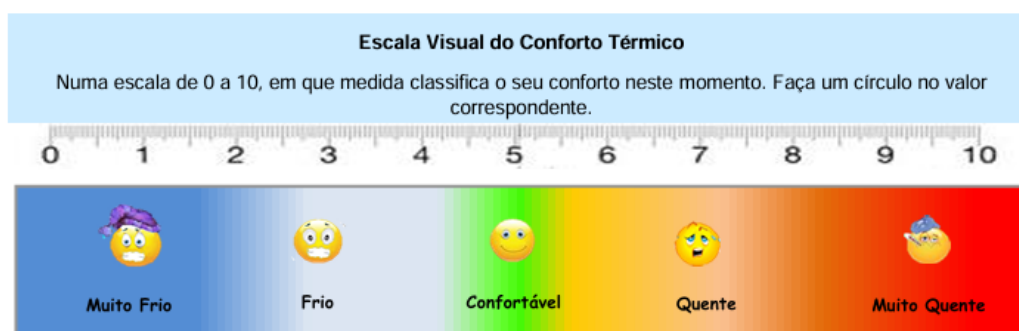 Escala Visual do Conforto Térmico
Numa escala de 0 a 10, em que medida classifica o seu conforto neste momento. Faça um círculo no valor
correspondente.
0 1 2 3 4 5 6 7 8 9 10
Muito Frio Frio Confortável Quente Muito Quente